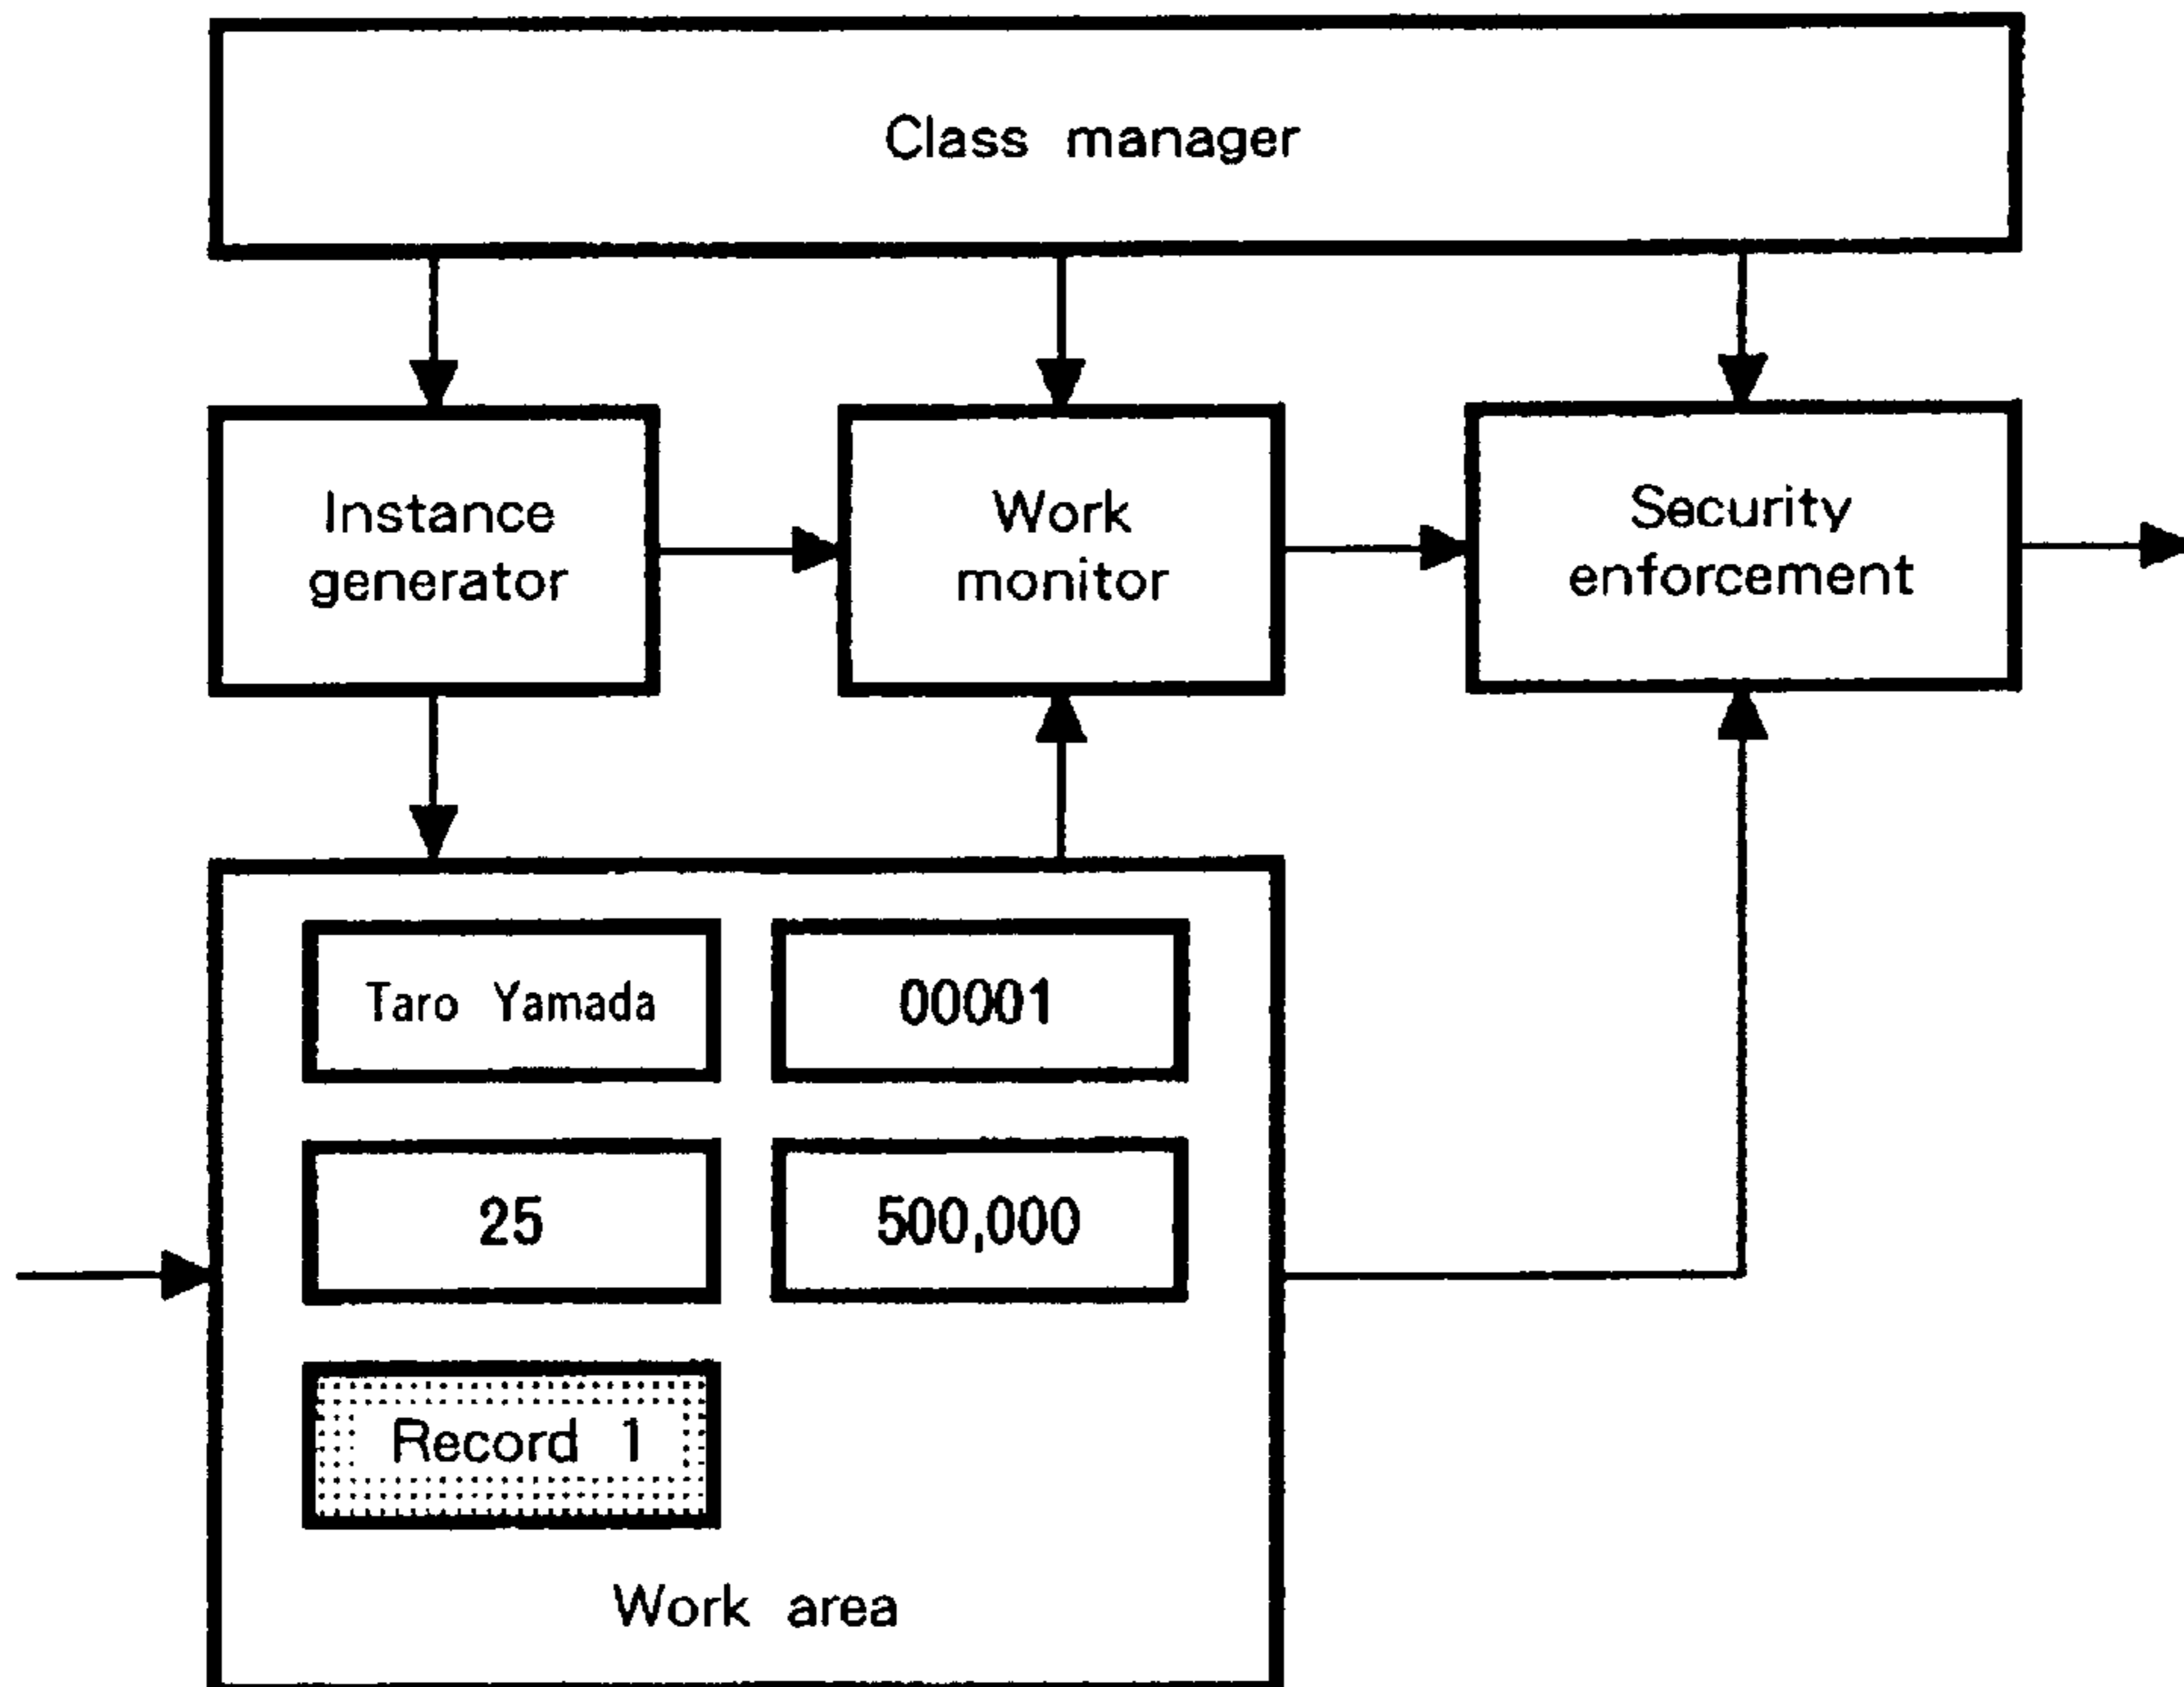 Class manager
Instance
generator
Work
monitor
Security
enforcement
Taro Yamada
00001
25
500,000
Record 1
Work area